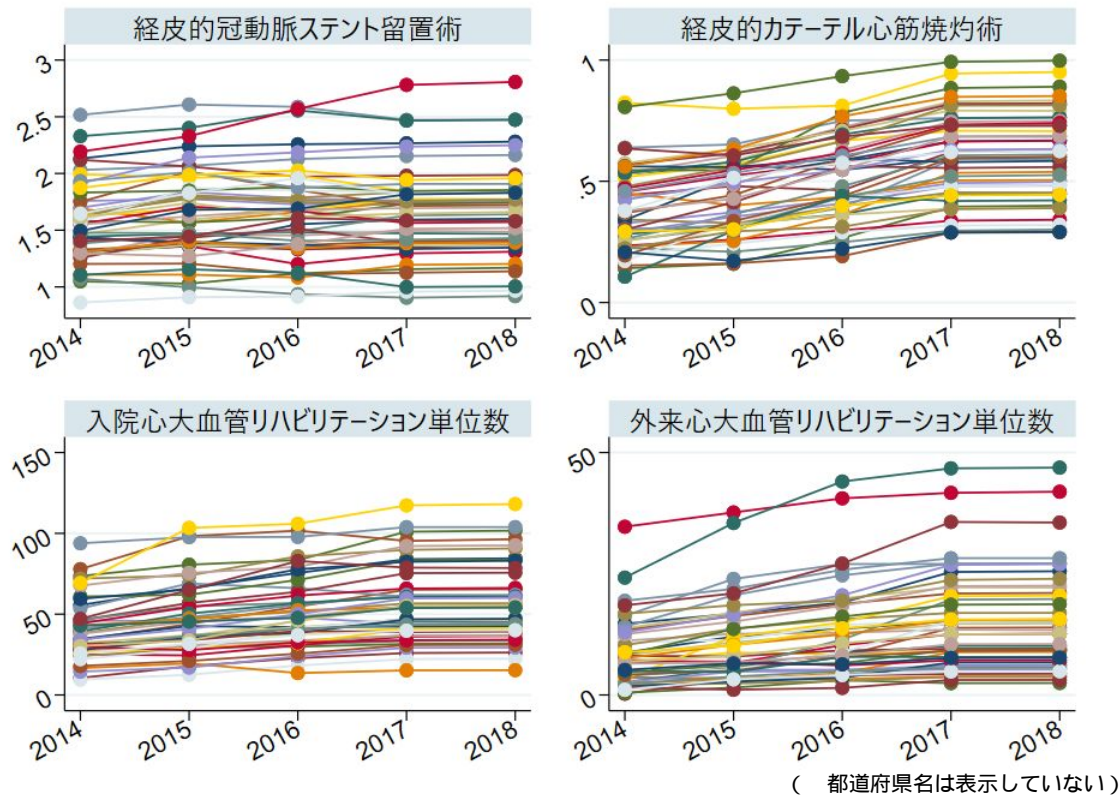 経皮的冠動脈ステント留置術
3
2.5
2
1.5
1
2014 2015 2016 2017 2018
経皮的カテーテル心筋焼灼術
1
.5
0
2014 2015 2016 2017 2018
入院心大血管リハビリテーション単位数
150
100
50
0
2014 2015 2016 2017 2018
外来心大血管リハビリテーション単位数
50
0
2014 2015 2016 2017 2018
(　都道府県名は表示していない)